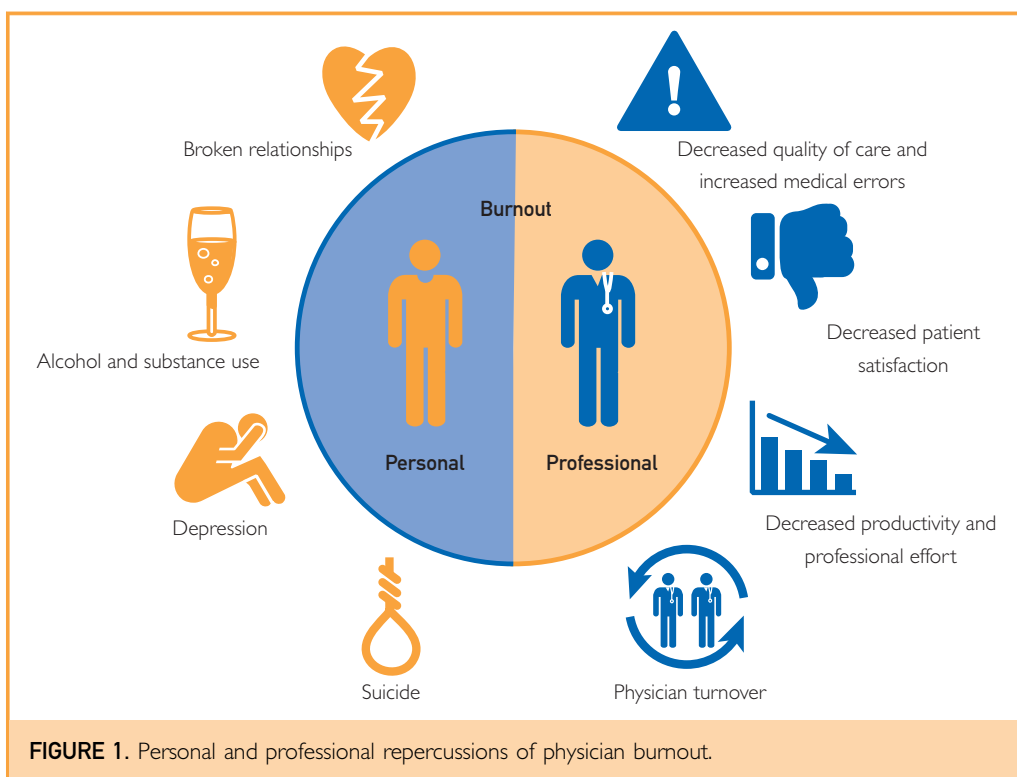 Broken relationships
Decreased quality of care and
increased medical errors
Burnout
Alcohol and substance use
Decreased patient
satisfaction
Personal
Professional
Depression
Decreased productivity and
professional effort
Suicide
Physician turnover
FIGURE 1. Personal and professional repercussions of physician burnout.